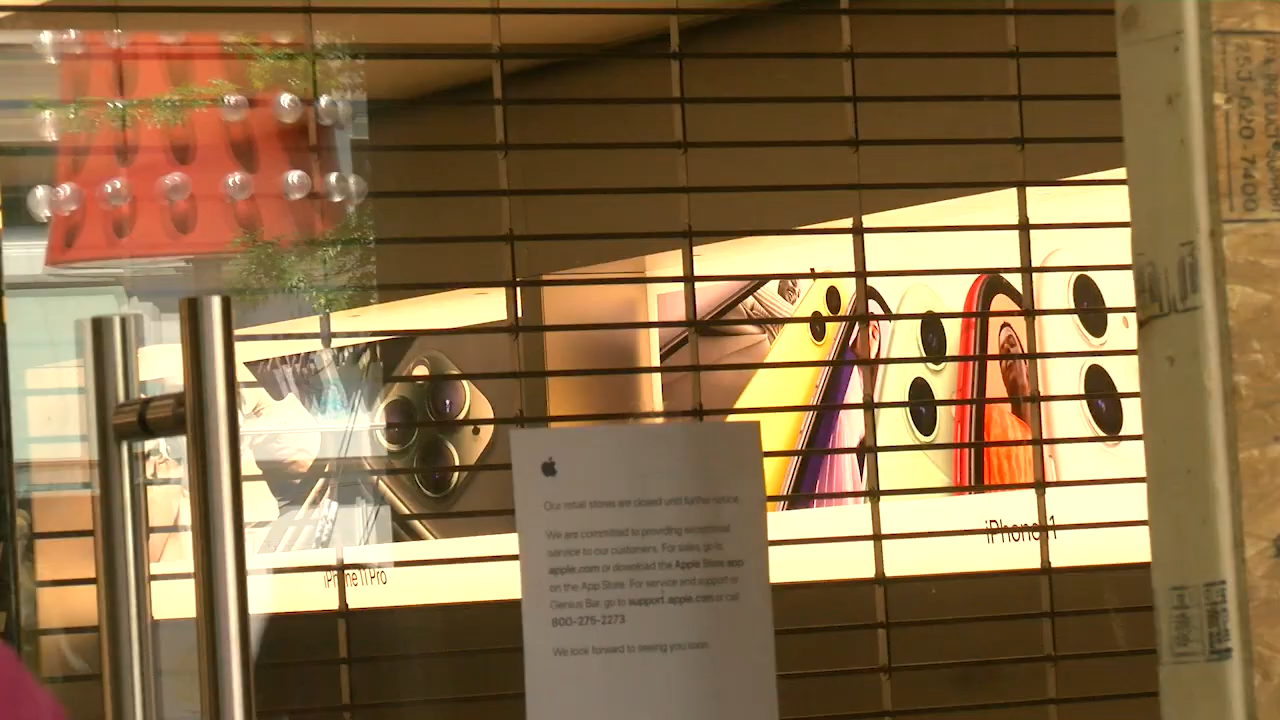 250-620-7400
iPhone 11
iPhone 11 Pro
Our retail stores are closed until further notice.
We are committed to providing exceptional
service to our customers. For sales, go to
apple.com or download the Apple Store app
on the App Store. For service and support or
Genius Bar, go to support.apple.com or call
800-275-2273.
We look forward to seeing you soon.